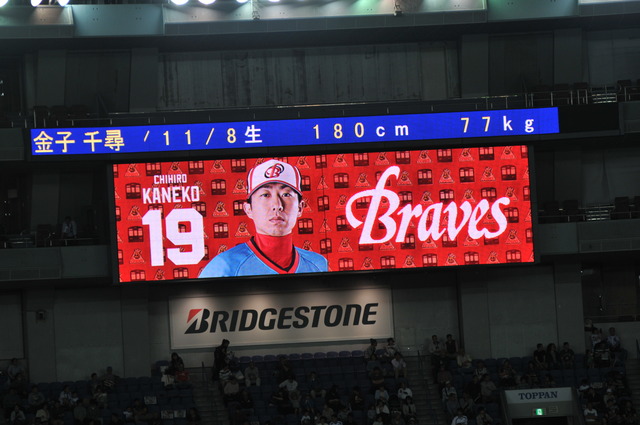 金子 千尋 /11/8生 180cm 77kg
CHIHIRO
KANEKO
19
Braves
BRIDGESTONE
TOPPAN